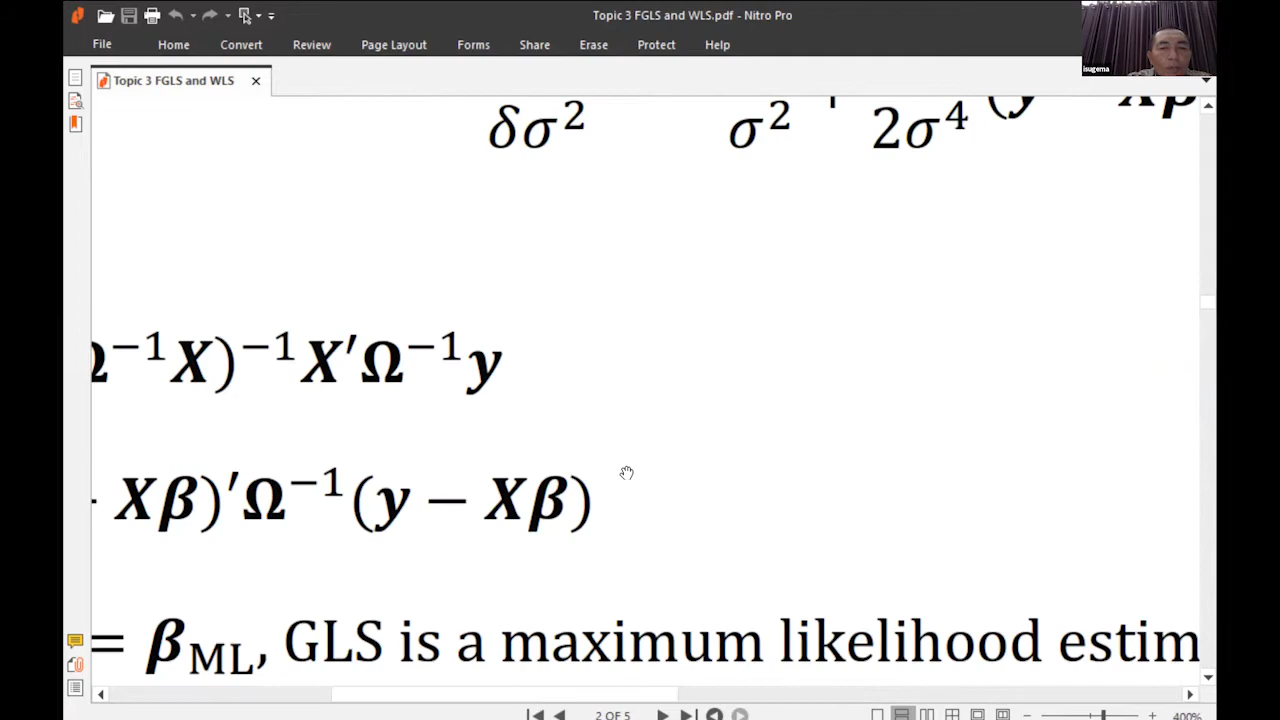 Topic 3 FGLS and WLS.pdf - Nitro Pro
File Home Convert Review Page Layout Forms Share Erase Protect Help
isugema
Topic 3 FGLS and WLS
δσ² σ² 2σ⁴ (y Xβ
Ω⁻¹X)⁻¹X′Ω⁻¹y
− Xβ)′Ω⁻¹(y − Xβ)
= β_ML, GLS is a maximum likelihood estim
2 OF 5 400%